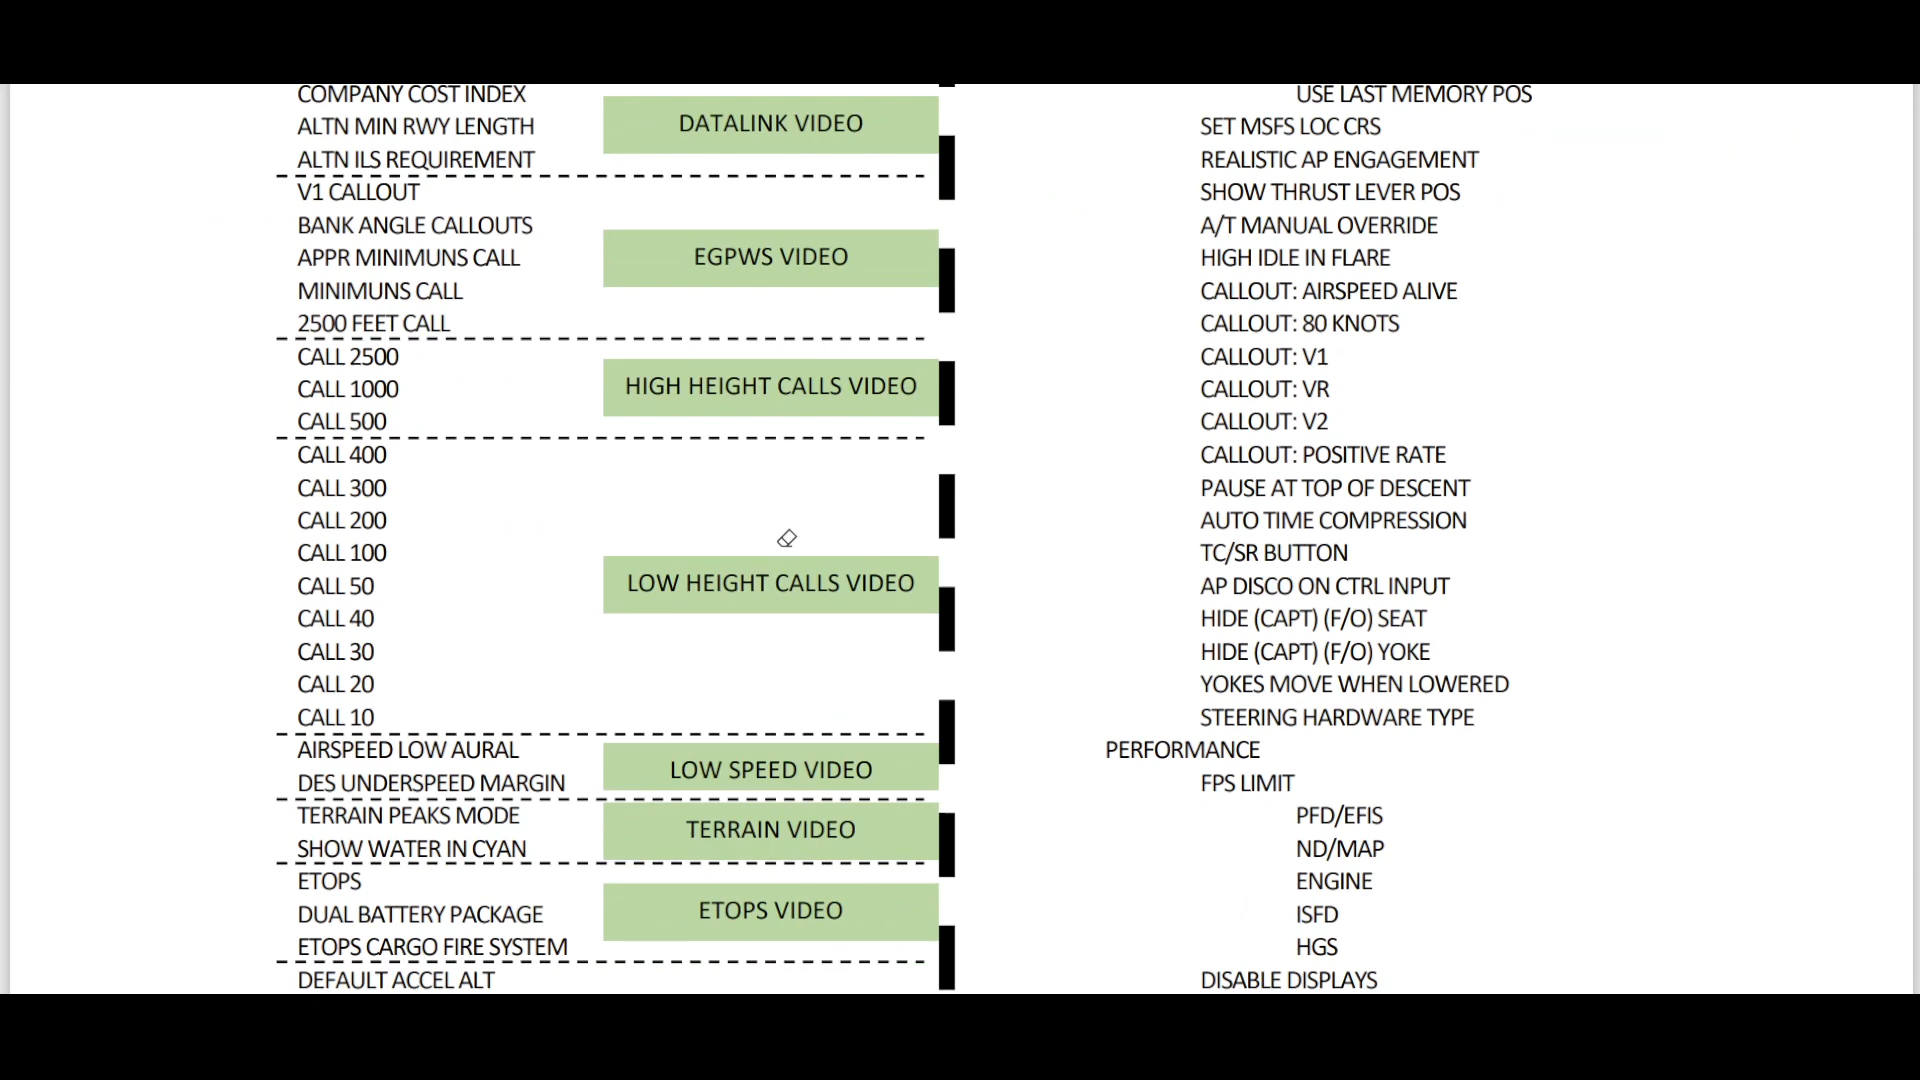 COMPANY COST INDEX
ALTN MIN RWY LENGTH
ALTN ILS REQUIREMENT
DATALINK VIDEO
V1 CALLOUT
BANK ANGLE CALLOUTS
APPR MINIMUNS CALL
MINIMUNS CALL
2500 FEET CALL
EGPWS VIDEO
CALL 2500
CALL 1000
CALL 500
HIGH HEIGHT CALLS VIDEO
CALL 400
CALL 300
CALL 200
CALL 100
CALL 50
CALL 40
CALL 30
CALL 20
CALL 10
LOW HEIGHT CALLS VIDEO
AIRSPEED LOW AURAL
DES UNDERSPEED MARGIN
LOW SPEED VIDEO
TERRAIN PEAKS MODE
SHOW WATER IN CYAN
TERRAIN VIDEO
ETOPS
DUAL BATTERY PACKAGE
ETOPS CARGO FIRE SYSTEM
ETOPS VIDEO
DEFAULT ACCEL ALT
USE LAST MEMORY POS
SET MSFS LOC CRS
REALISTIC AP ENGAGEMENT
SHOW THRUST LEVER POS
A/T MANUAL OVERRIDE
HIGH IDLE IN FLARE
CALLOUT: AIRSPEED ALIVE
CALLOUT: 80 KNOTS
CALLOUT: V1
CALLOUT: VR
CALLOUT: V2
CALLOUT: POSITIVE RATE
PAUSE AT TOP OF DESCENT
AUTO TIME COMPRESSION
TC/SR BUTTON
AP DISCO ON CTRL INPUT
HIDE (CAPT) (F/O) SEAT
HIDE (CAPT) (F/O) YOKE
YOKES MOVE WHEN LOWERED
STEERING HARDWARE TYPE
PERFORMANCE
FPS LIMIT
PFD/EFIS
ND/MAP
ENGINE
ISFD
HGS
DISABLE DISPLAYS